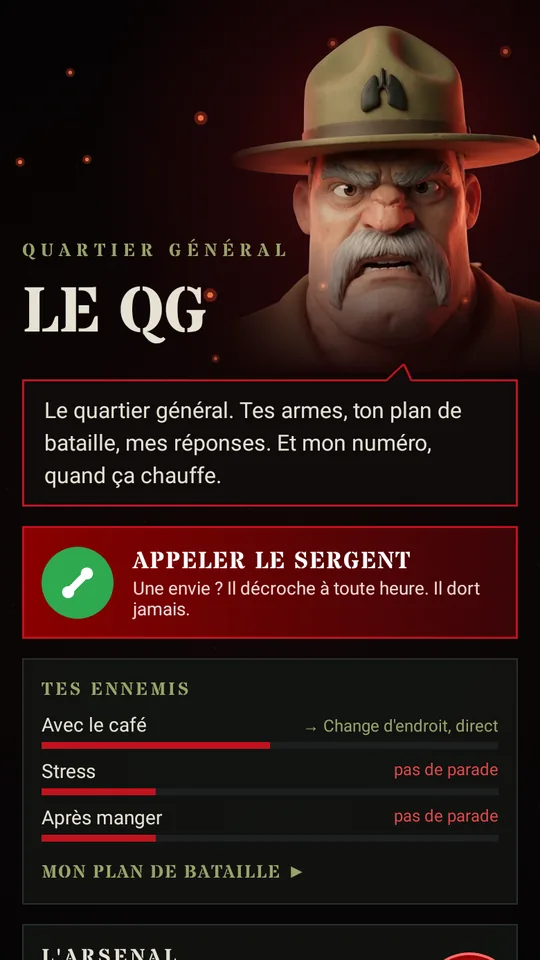 QUARTIER GÉNÉRAL
LE QG
Le quartier général. Tes armes, ton plan de
bataille, mes réponses. Et mon numéro,
quand ça chauffe.
APPELER LE SERGENT
Une envie ? Il décroche à toute heure. Il dort
jamais.
TES ENNEMIS
Avec le café → Change d'endroit, direct
Stress pas de parade
Après manger pas de parade
MON PLAN DE BATAILLE ►
L'ARSENAL